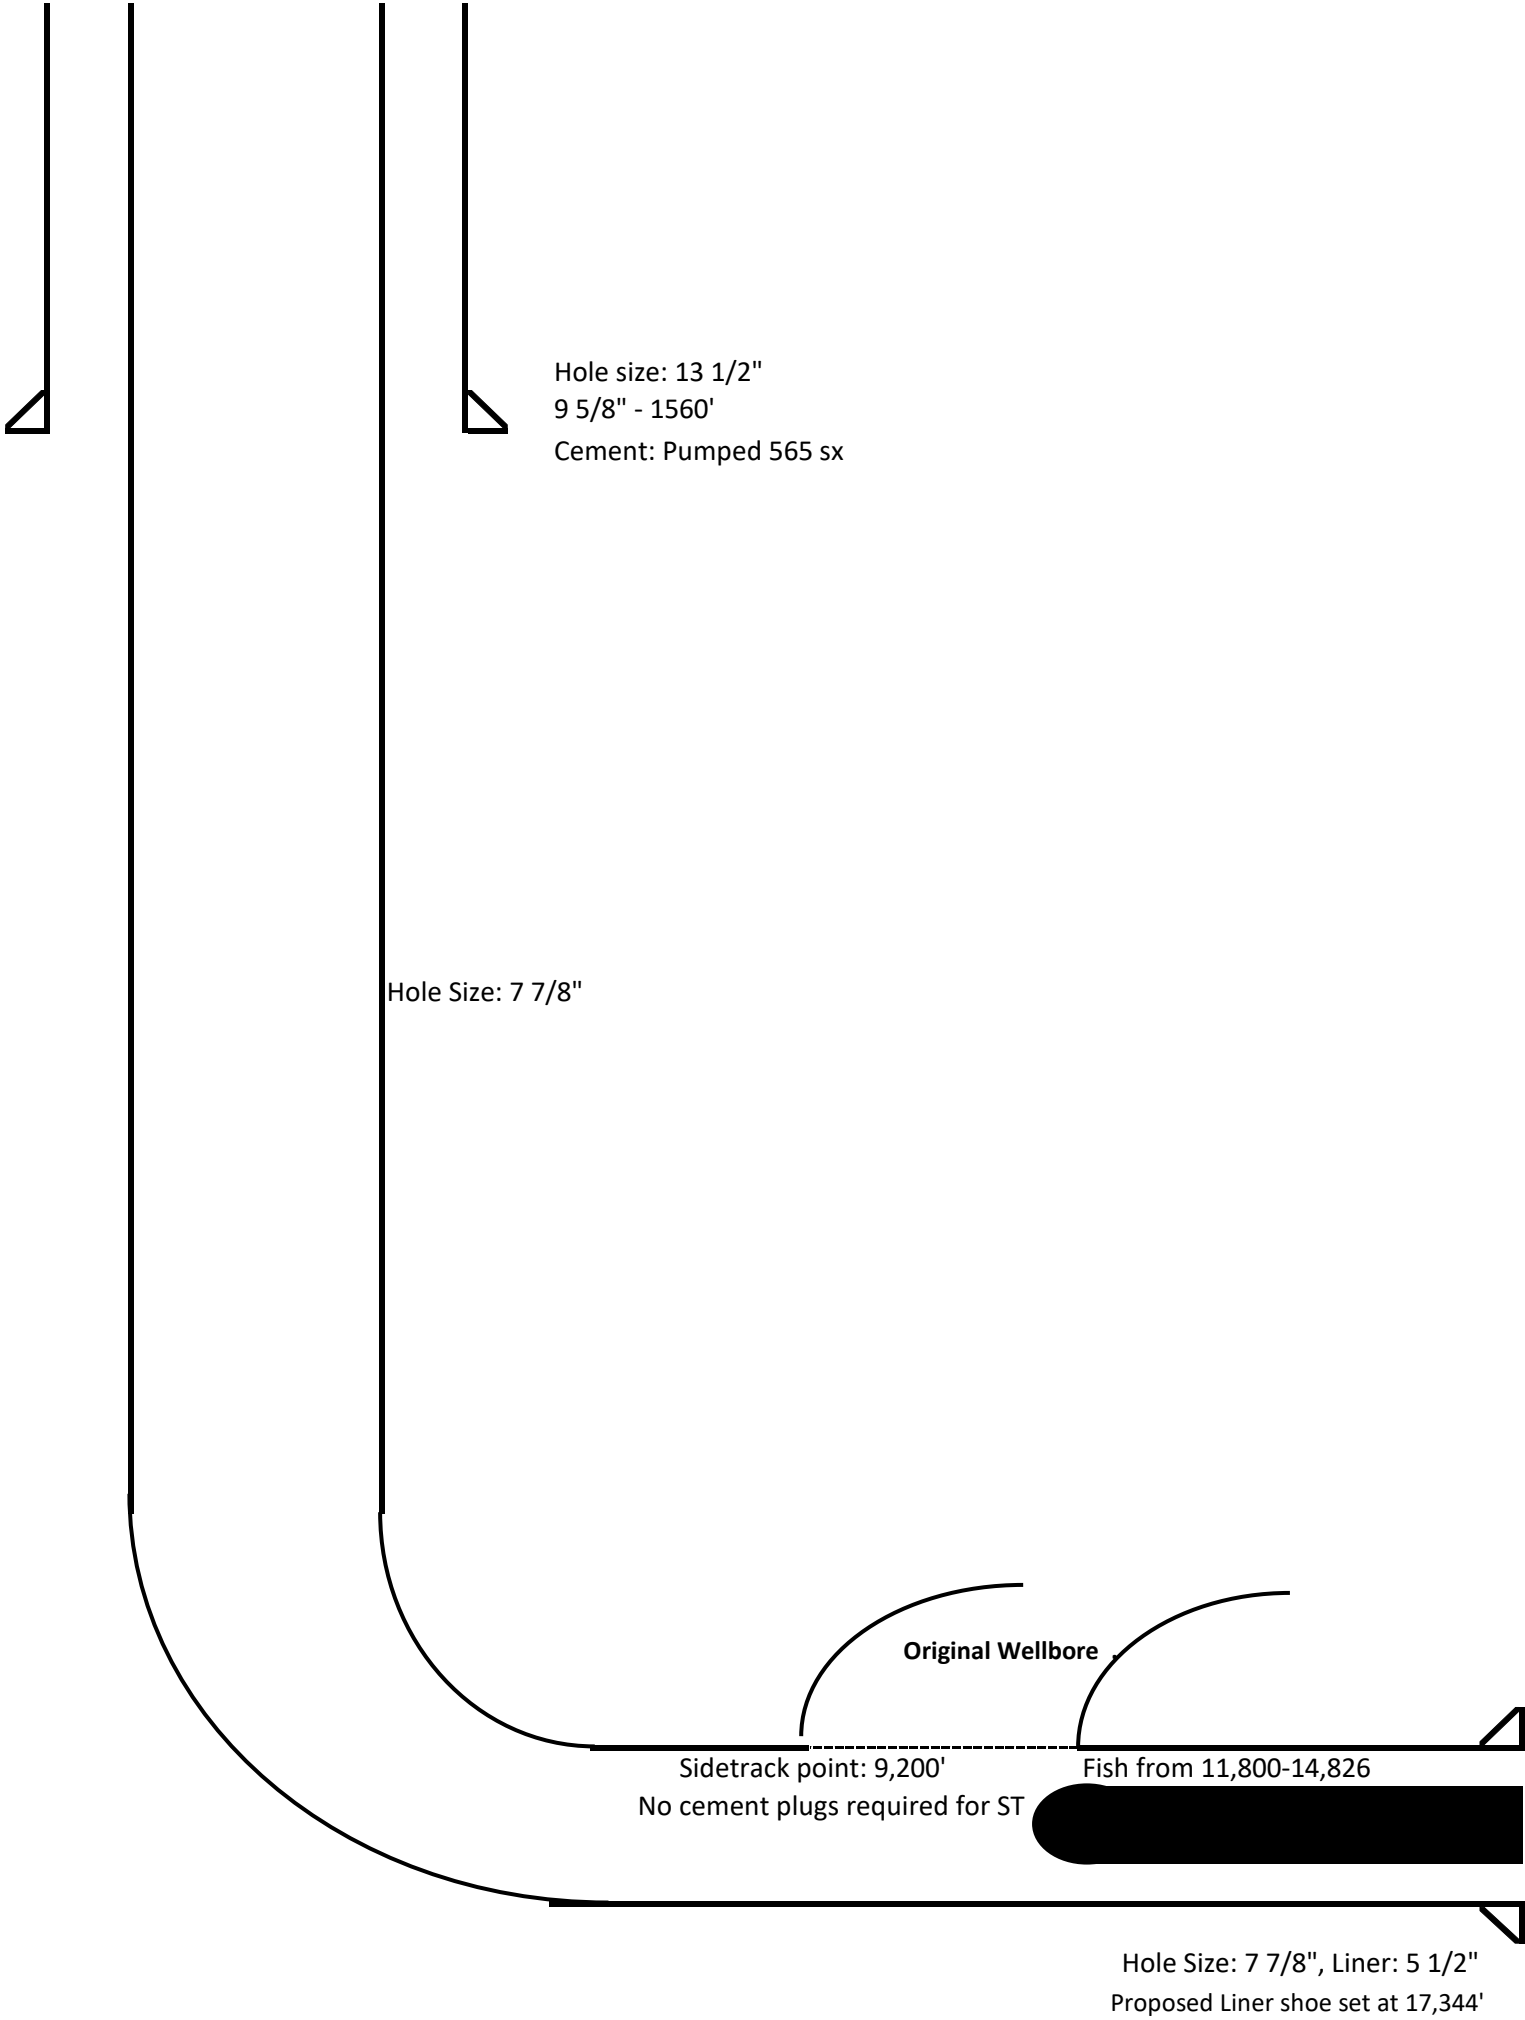 Hole size: 13 1/2"
9 5/8" - 1560'
Cement: Pumped 565 sx
Hole Size: 7 7/8"
Original Wellbore .
Sidetrack point: 9,200'
Fish from 11,800-14,826
No cement plugs required for ST
Hole Size: 7 7/8", Liner: 5 1/2"
Proposed Liner shoe set at 17,344'